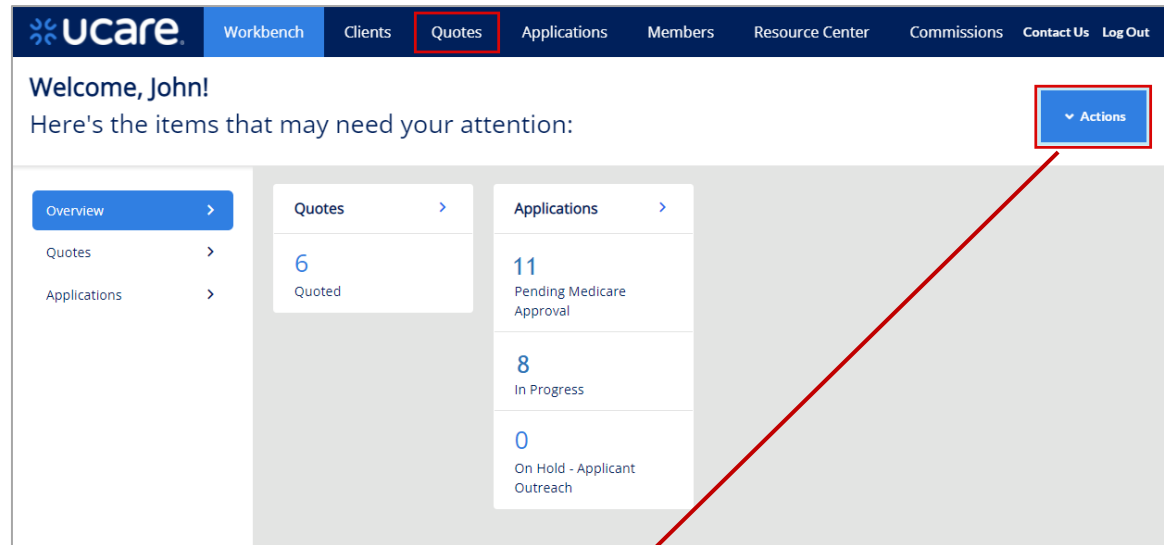 ucare. Workbench Clients Quotes Applications Members Resource Center Commissions Contact Us Log Out
Welcome, John!
Here's the items that may need your attention:
Actions
Overview
Quotes
Applications
Quotes
6
Quoted
Applications
11
Pending Medicare
Approval
8
In Progress
0
On Hold - Applicant
Outreach